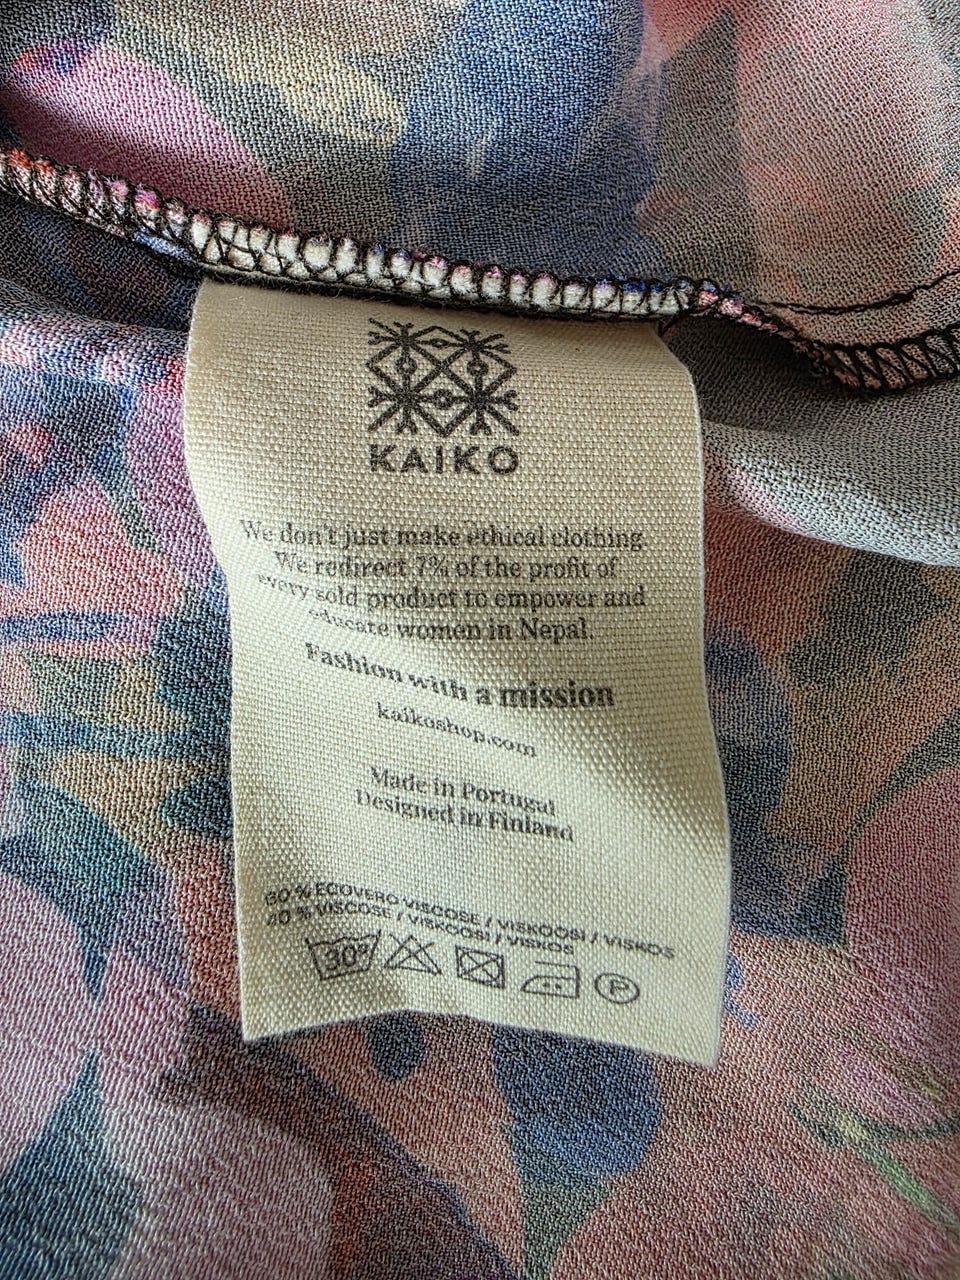 KAIKO
We don't just make ethical clothing.
We redirect 7% of the profit of
every sold product to empower and
educate women in Nepal.
Fashion with a mission
kaikoshop.com
Made in Portugal
Designed in Finland
60 % ECOVERO VISCOSE / VISKOOSI / VISKOS
40 % VISCOSE / VISKOOSI / VISKOS
30° P